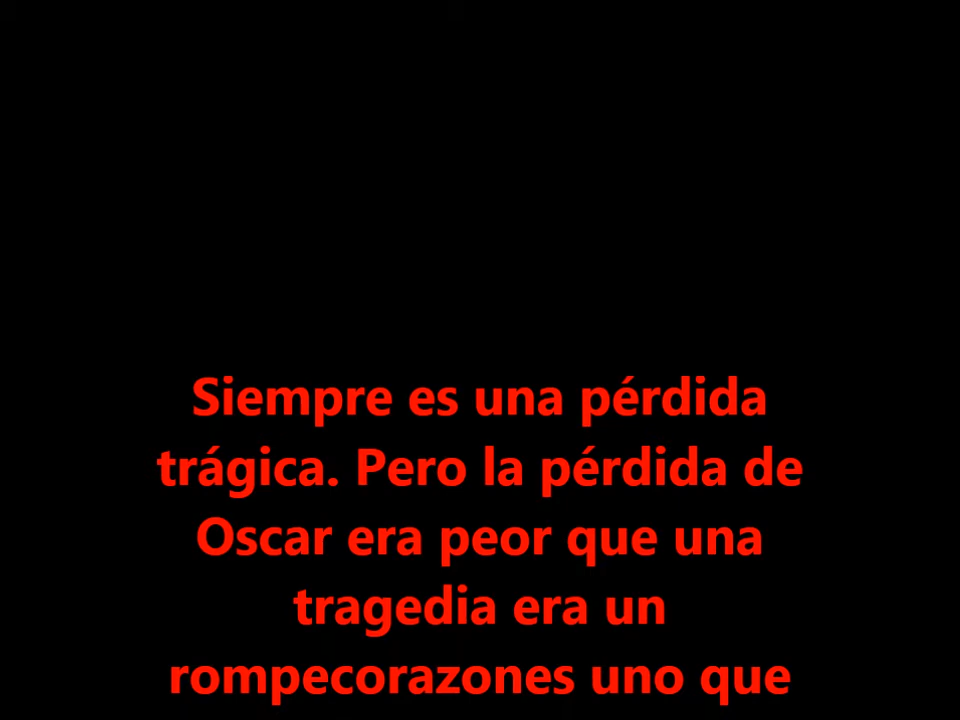 Siempre es una pérdida
trágica. Pero la pérdida de
Oscar era peor que una
tragedia era un
rompecorazones uno que